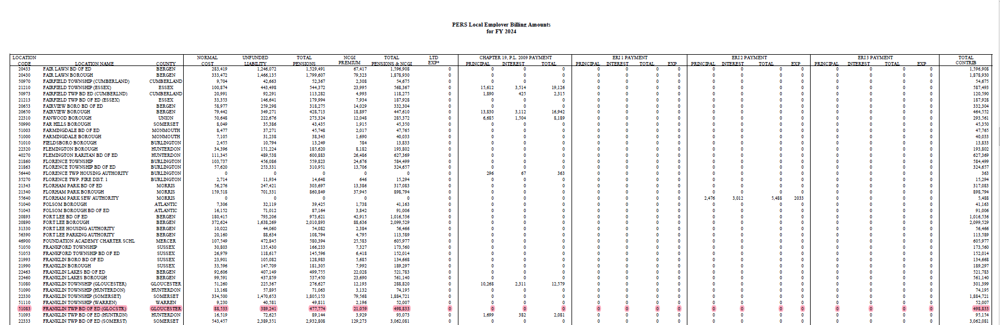 PERS Local Employer Billing Amounts
for FY 2024
LOCATION NORMAL UNFUNDED TOTAL NCGI TOTAL LTD CHAPTER 19, P.L. 2009 PAYMENT ERI 1 PAYMENT ERI 2 PAYMENT ERI 3 PAYMENT TOTAL
CODE LOCATION NAME COUNTY COST LIABILITY PENSIONS PREMIUM PENSIONS & NCGI EXP* PRINCIPAL INTEREST TOTAL PRINCIPAL INTEREST TOTAL EXP PRINCIPAL INTEREST TOTAL EXP PRINCIPAL INTEREST TOTAL EXP CONTRIB
20433 FAIR LAWN BD OF ED BERGEN 283,419 1,246,072 1,529,491 67,417 1,596,908 0 0 0 0 0 0 0 0 0 0 0 0 0 0 0 0 1,596,908
20430 FAIR LAWN BOROUGH BERGEN 333,472 1,466,135 1,799,607 79,323 1,878,930 0 0 0 0 0 0 0 0 0 0 0 0 0 0 0 0 1,878,930
50970 FAIRFIELD TOWNSHIP (CUMBERLAND) CUMBERLAND 9,704 42,663 52,367 2,308 54,675 0 0 0 0 0 0 0 0 0 0 0 0 0 0 0 0 54,675
21210 FAIRFIELD TOWNSHIP (ESSEX) ESSEX 100,874 443,498 544,372 23,995 568,367 0 15,612 3,514 19,126 0 0 0 0 0 0 0 0 0 0 0 0 587,493
50973 FAIRFIELD TWP BD ED (CUMBERLND) CUMBERLAND 20,991 92,291 113,282 4,993 118,275 0 1,890 425 2,315 0 0 0 0 0 0 0 0 0 0 0 0 120,590
21213 FAIRFIELD TWP BD OF ED (ESSEX) ESSEX 33,353 146,641 179,994 7,934 187,928 0 0 0 0 0 0 0 0 0 0 0 0 0 0 0 0 187,928
20653 FAIRVIEW BORO BD OF ED BERGEN 58,977 259,298 318,275 14,029 332,304 0 0 0 0 0 0 0 0 0 0 0 0 0 0 0 0 332,304
20650 FAIRVIEW BOROUGH BERGEN 79,442 349,271 428,713 18,897 447,610 0 13,830 3,112 16,942 0 0 0 0 0 0 0 0 0 0 0 0 464,552
22310 FANWOOD BOROUGH UNION 50,648 222,676 273,324 12,048 285,372 0 6,685 1,504 8,189 0 0 0 0 0 0 0 0 0 0 0 0 293,561
50990 FAR HILLS BOROUGH SOMERSET 8,049 35,386 43,435 1,915 45,350 0 0 0 0 0 0 0 0 0 0 0 0 0 0 0 0 45,350
51003 FARMINGDALE BD OF ED MONMOUTH 8,477 37,271 45,748 2,017 47,765 0 0 0 0 0 0 0 0 0 0 0 0 0 0 0 0 47,765
51000 FARMINGDALE BOROUGH MONMOUTH 7,105 31,238 38,343 1,690 40,033 0 0 0 0 0 0 0 0 0 0 0 0 0 0 0 0 40,033
51010 FIELDSBORO BOROUGH BURLINGTON 2,455 10,794 13,249 584 13,833 0 0 0 0 0 0 0 0 0 0 0 0 0 0 0 0 13,833
22320 FLEMINGTON BOROUGH HUNTERDON 34,396 151,224 185,620 8,182 193,802 0 0 0 0 0 0 0 0 0 0 0 0 0 0 0 0 193,802
40270 FLEMINGTON RARITAN BD OF ED HUNTERDON 111,345 489,538 600,883 26,486 627,369 0 0 0 0 0 0 0 0 0 0 0 0 0 0 0 0 627,369
21860 FLORENCE TOWNSHIP BURLINGTON 103,737 456,086 559,823 24,676 584,499 0 0 0 0 0 0 0 0 0 0 0 0 0 0 0 0 584,499
21863 FLORENCE TOWNSHIP BD OF ED BURLINGTON 57,620 253,331 310,951 13,706 324,657 0 0 0 0 0 0 0 0 0 0 0 0 0 0 0 0 324,657
56440 FLORENCE TWP HOUSING AUTHORITY BURLINGTON 0 0 0 0 0 0 296 67 363 0 0 0 0 0 0 0 0 0 0 0 0 363
35270 FLORENCE TWP. FIRE DIST. 1 BURLINGTON 2,714 11,934 14,648 646 15,294 0 0 0 0 0 0 0 0 0 0 0 0 0 0 0 0 15,294
21343 FLORHAM PARK BD OF ED MORRIS 56,276 247,421 303,697 13,386 317,083 0 0 0 0 0 0 0 0 0 0 0 0 0 0 0 0 317,083
21340 FLORHAM PARK BOROUGH MORRIS 159,518 701,331 860,849 37,945 898,794 0 0 0 0 0 0 0 0 0 0 0 0 0 0 0 0 898,794
55640 FLORHAM PARK SEW AUTHORITY MORRIS 0 0 0 0 0 0 0 0 0 0 0 0 0 2,476 3,012 5,488 2033 0 0 0 0 5,488
51040 FOLSOM BOROUGH ATLANTIC 7,306 32,119 39,425 1,738 41,163 0 0 0 0 0 0 0 0 0 0 0 0 0 0 0 0 41,163
51043 FOLSOM BOROUGH BD OF ED ATLANTIC 16,152 71,012 87,164 3,842 91,006 0 0 0 0 0 0 0 0 0 0 0 0 0 0 0 0 91,006
20893 FORT LEE BD OF ED BERGEN 180,415 793,206 973,621 42,915 1,016,536 0 0 0 0 0 0 0 0 0 0 0 0 0 0 0 0 1,016,536
20890 FORT LEE BOROUGH BERGEN 372,624 1,638,269 2,010,893 88,636 2,099,529 0 0 0 0 0 0 0 0 0 0 0 0 0 0 0 0 2,099,529
31330 FORT LEE HOUSING AUTHORITY BERGEN 10,022 44,060 54,082 2,384 56,466 0 0 0 0 0 0 0 0 0 0 0 0 0 0 0 0 56,466
56390 FORT LEE PARKING AUTHORITY BERGEN 20,160 88,634 108,794 4,795 113,589 0 0 0 0 0 0 0 0 0 0 0 0 0 0 0 0 113,589
46900 FOUNDATION ACADEMY CHARTER SCHL MERCER 107,549 472,845 580,394 25,583 605,977 0 0 0 0 0 0 0 0 0 0 0 0 0 0 0 0 605,977
51050 FRANKFORD TOWNSHIP SUSSEX 30,803 135,430 166,233 7,327 173,560 0 0 0 0 0 0 0 0 0 0 0 0 0 0 0 0 173,560
51053 FRANKFORD TOWNSHIP BD OF ED SUSSEX 26,979 118,617 145,596 6,418 152,014 0 0 0 0 0 0 0 0 0 0 0 0 0 0 0 0 152,014
21993 FRANKLIN BORO BD OF ED SUSSEX 23,901 105,082 128,983 5,685 134,668 0 0 0 0 0 0 0 0 0 0 0 0 0 0 0 0 134,668
21990 FRANKLIN BOROUGH SUSSEX 33,596 147,709 181,305 7,992 189,297 0 0 0 0 0 0 0 0 0 0 0 0 0 0 0 0 189,297
22463 FRANKLIN LAKES BD OF ED BERGEN 92,606 407,149 499,755 22,028 521,783 0 0 0 0 0 0 0 0 0 0 0 0 0 0 0 0 521,783
22460 FRANKLIN LAKES BOROUGH BERGEN 99,591 437,859 537,450 23,690 561,140 0 0 0 0 0 0 0 0 0 0 0 0 0 0 0 0 561,140
51080 FRANKLIN TOWNSHIP (GLOUCESTER) GLOUCESTER 51,260 225,367 276,627 12,193 288,820 0 10,268 2,311 12,579 0 0 0 0 0 0 0 0 0 0 0 0 301,399
51090 FRANKLIN TOWNSHIP (HUNTERDON) HUNTERDON 13,168 57,895 71,063 3,132 74,195 0 0 0 0 0 0 0 0 0 0 0 0 0 0 0 0 74,195
22330 FRANKLIN TOWNSHIP (SOMERSET) SOMERSET 334,500 1,470,653 1,805,153 79,568 1,884,721 0 0 0 0 0 0 0 0 0 0 0 0 0 0 0 0 1,884,721
51110 FRANKLIN TOWNSHIP (WARREN) WARREN 9,230 40,581 49,811 2,196 52,007 0 0 0 0 0 0 0 0 0 0 0 0 0 0 0 0 52,007
51083 FRANKLIN TWP BD OF ED (GLOCSTR) GLOUCESTER 88,533 389,241 477,774 21,059 498,833 0 0 0 0 0 0 0 0 0 0 0 0 0 0 0 0 498,833
51093 FRANKLIN TWP BD OF ED (HUNTRDN) HUNTERDON 16,519 72,625 89,144 3,929 93,073 0 1,699 382 2,081 0 0 0 0 0 0 0 0 0 0 0 0 95,154
22333 FRANKLIN TWP BD OF ED (SOMERST) SOMERSET 543,457 2,389,351 2,932,808 129,273 3,062,081 0 0 0 0 0 0 0 0 0 0 0 0 0 0 0 0 3,062,081